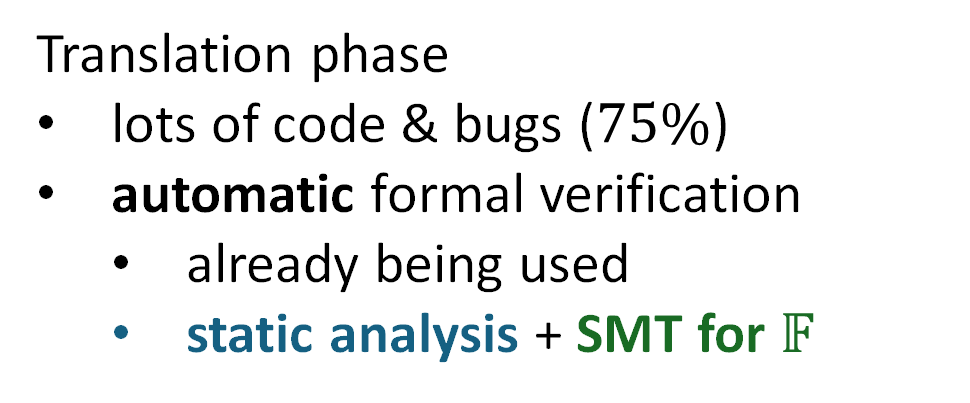 Translation phase
• lots of code & bugs (75%)
• automatic formal verification
• already being used
• static analysis + SMT for 𝔽